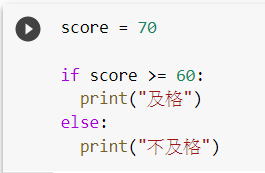 score = 70
if score >= 60:
  print("及格")
else:
  print("不及格")